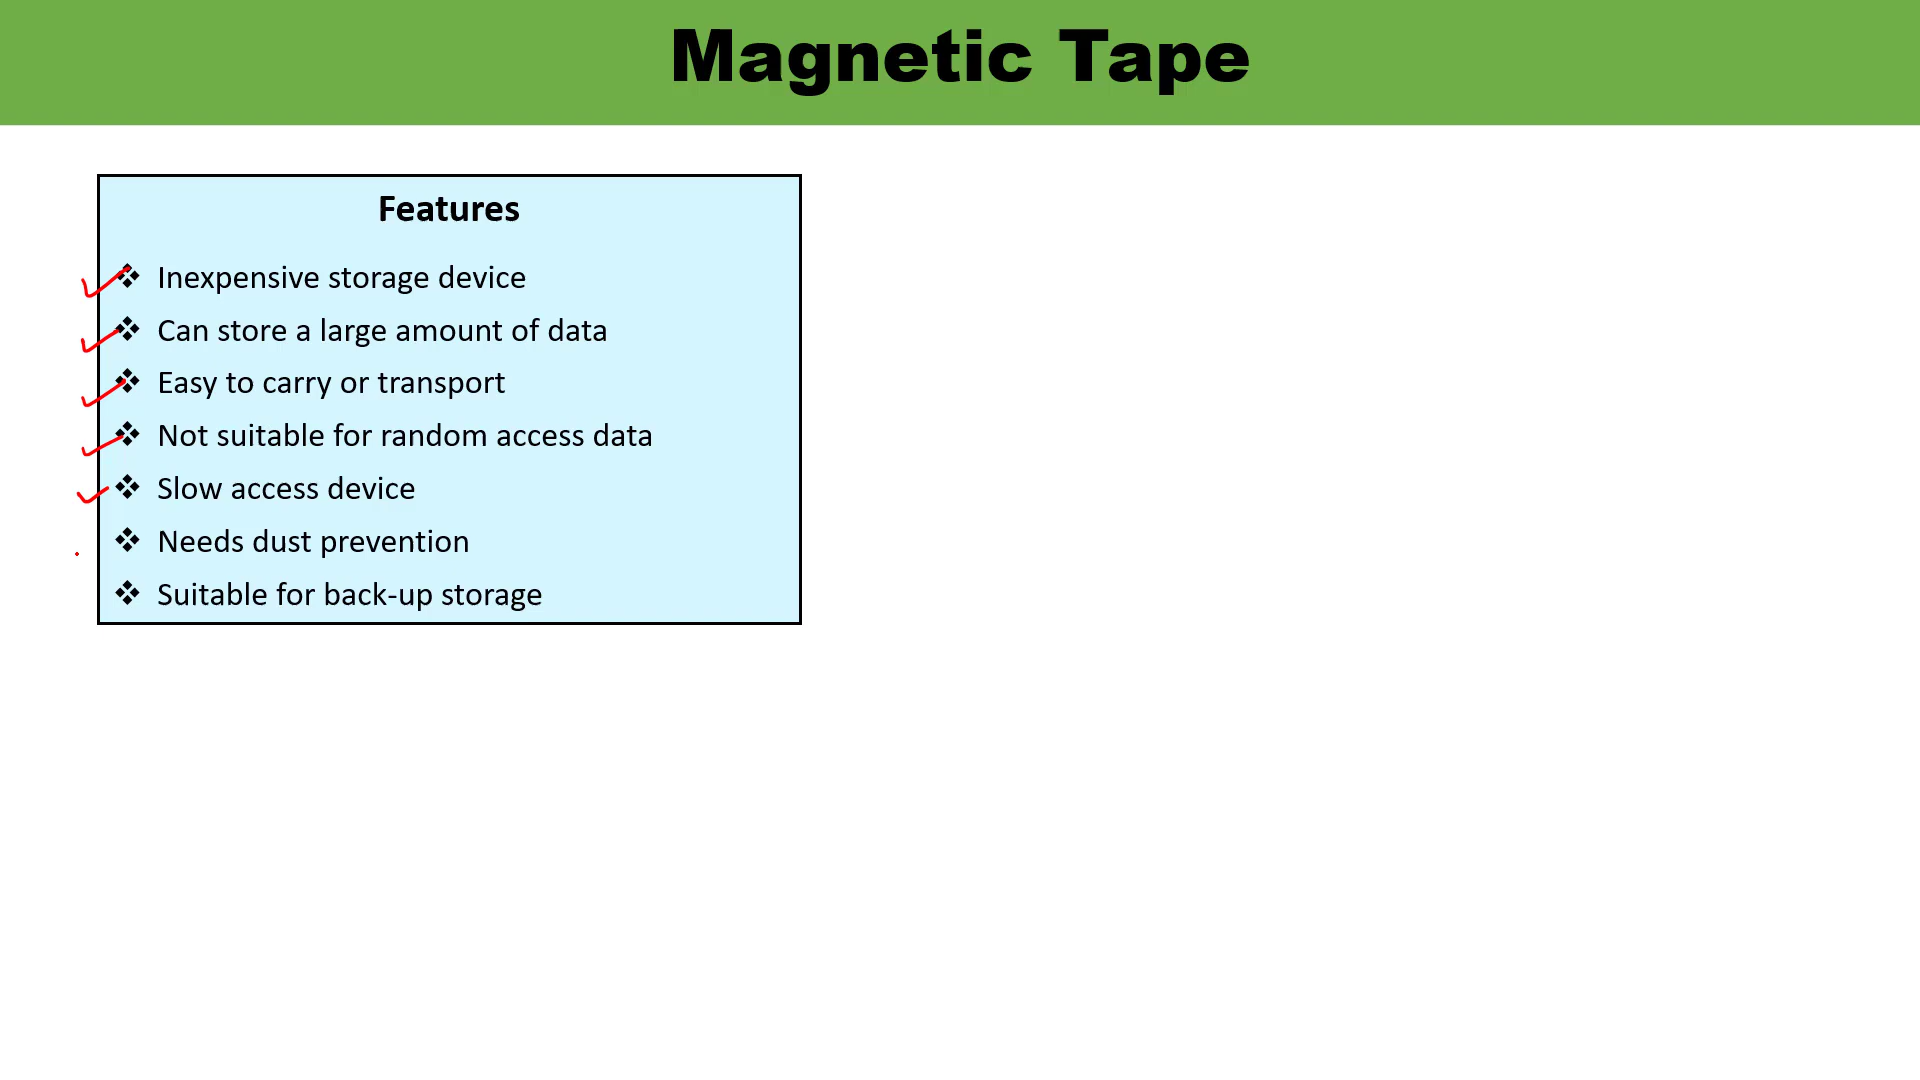 Magnetic Tape
Features
❖ Inexpensive storage device
❖ Can store a large amount of data
❖ Easy to carry or transport
❖ Not suitable for random access data
❖ Slow access device
❖ Needs dust prevention
❖ Suitable for back-up storage